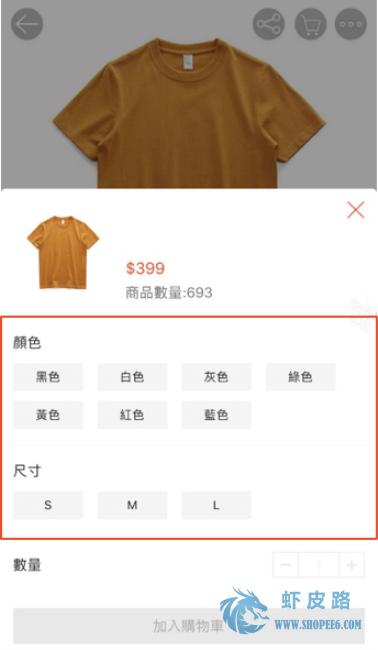 $399
商品數量:693
顏色
黑色 白色 灰色 綠色
黃色 紅色 藍色
尺寸
S M L
數量
1
加入購物車
虾皮路
WWW.SHOPEE6.COM